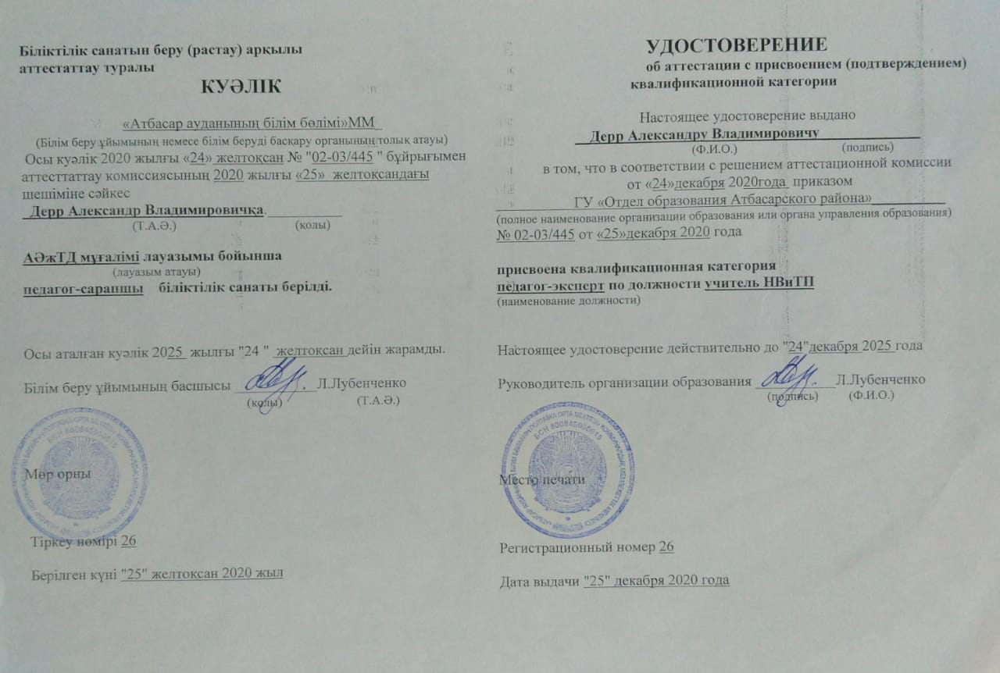 Біліктілік санатын беру (растау) арқылы
аттестаттау туралы
КУӘЛІК
«Атбасар ауданының білім бөлімі»ММ
(Білім беру ұйымының немесе білім беруді басқару органының толық атауы)
Осы куәлік 2020 жылғы «24» желтоқсан № "02-03/445 " бұйрығымен
аттесттаттау комиссиясының 2020 жылғы «25» желтоқсандағы
шешіміне сәйкес
Дерр Александр Владимировичқа.
(Т.А.Ә.) (қолы)
АӘжТД мұғалімі лауазымы бойынша
(лауазым атауы)
педагог-сарапшы біліктілік санаты берілді.
Осы аталған куәлік 2025 жылғы "24 " желтоқсан дейін жарамды.
Білім беру ұйымының басшысы Л.Лубенченко
(қолы) (Т.А.Ә.)
БСН 800840000615
Мөр орны
Тіркеу нөмірі 26
Берілген күні "25" желтоқсан 2020 жыл
УДОСТОВЕРЕНИЕ
об аттестации с присвоением (подтверждением)
квалификационной категории
Настоящее удостоверение выдано
Дерр Александру Владимировичу
(Ф.И.О.) (подпись)
в том, что в соответствии с решением аттестационной комиссии
от «24»декабря 2020года приказом
ГУ «Отдел образования Атбасарского района»
(полное наименование организации образования или органа управления образования)
№ 02-03/445 от «25»декабря 2020 года
присвоена квалификационная категория
педагог-эксперт по должности учитель НВиТП
(наименование должности)
Настоящее удостоверение действительно до "24"декабря 2025 года
Руководитель организации образования Л.Лубенченко
(подпись) (Ф.И.О.)
БСН 800840000615
Место печати
Регистрационный номер 26
Дата выдачи "25" декабря 2020 года